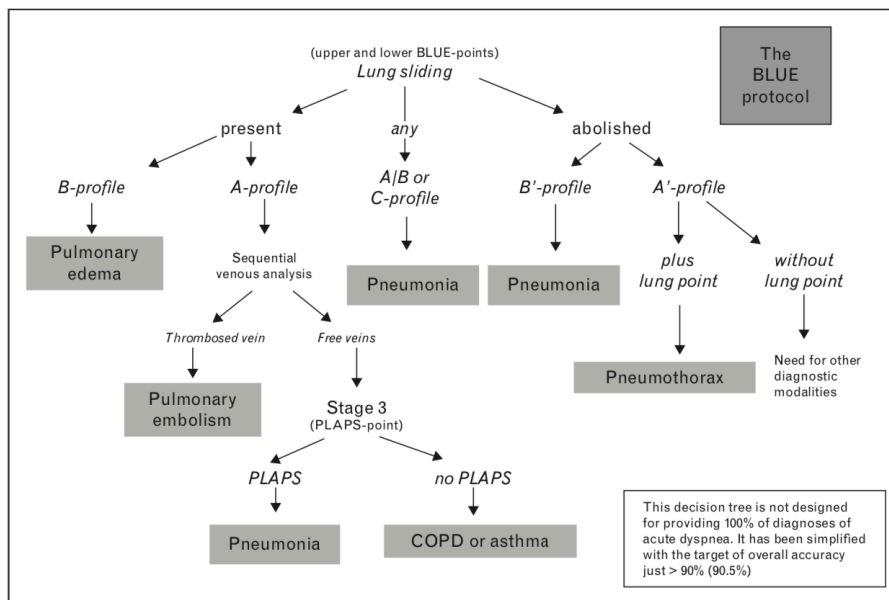 (upper and lower BLUE-points)
Lung sliding
The
BLUE
protocol
present
any
abolished
B-profile
A-profile
A/B or
C-profile
B'-profile
A'-profile
Pulmonary
edema
Sequential
venous analysis
Pneumonia
Pneumonia
plus
lung point
without
lung point
Thrombosed vein
Free veins
Pneumothorax
Need for other
diagnostic
modalities
Pulmonary
embolism
Stage 3
(PLAPS-point)
PLAPS
no PLAPS
Pneumonia
COPD or asthma
This decision tree is not designed
for providing 100% of diagnoses of
acute dyspnea. It has been simplified
with the target of overall accuracy
just > 90% (90.5%)